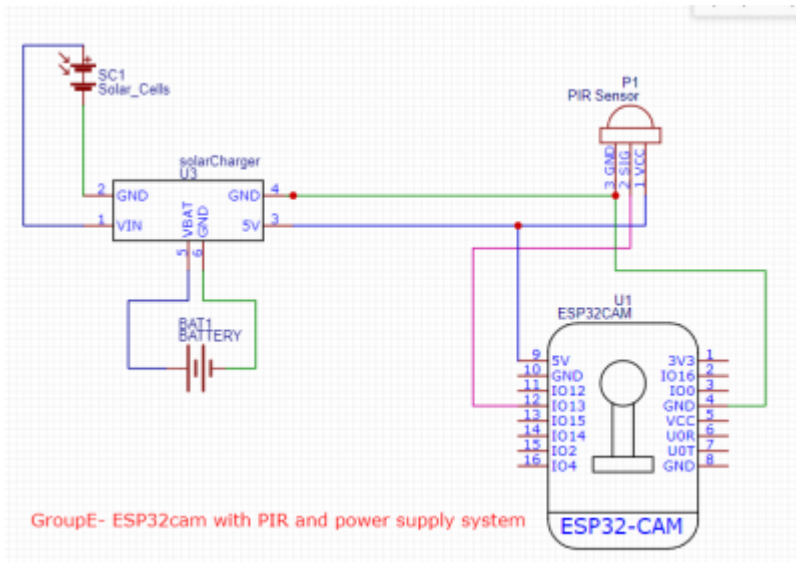 SC1
Solar_Cells
P1
PIR Sensor
3 GND
2 SIG
1 VCC
solarCharger
U3
2 GND
1 VIN
GND 4
5V 3
VBAT 5
GND 6
BAT1
BATTERY
U1
ESP32CAM
9 5V
10 GND
11 IO12
12 IO13
13 IO15
14 IO14
15 IO2
16 IO4
3V3 1
IO16 2
IO0 3
GND 4
VCC 5
U0R 6
U0T 7
GND 8
ESP32-CAM
GroupE- ESP32cam with PIR and power supply system